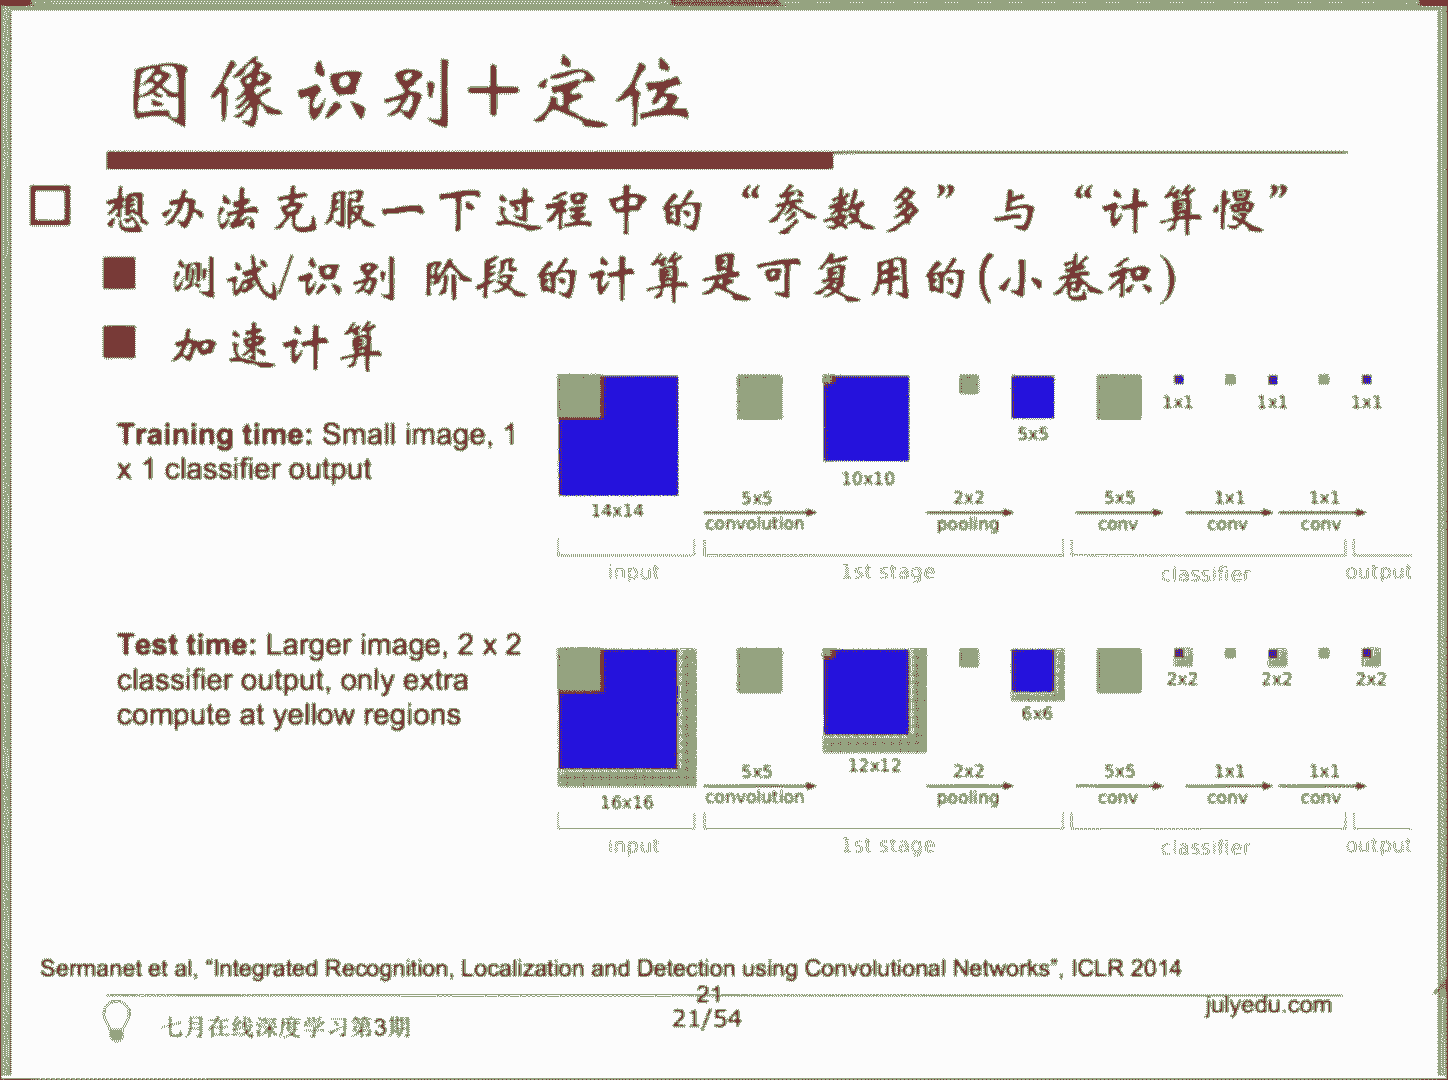 图像识别+定位
想办法克服一下过程中的“参数多”与“计算慢”
测试/识别 阶段的计算是可复用的(小卷积)
加速计算
Training time: Small image, 1
x 1 classifier output
14x14
5x5
convolution
10x10
2x2
pooling
5x5
5x5
conv
1x1
1x1
conv
1x1
1x1
conv
1x1
input
1st stage
classifier
output
Test time: Larger image, 2 x 2
classifier output, only extra
compute at yellow regions
16x16
5x5
convolution
12x12
2x2
pooling
6x6
5x5
conv
2x2
1x1
conv
2x2
1x1
conv
2x2
input
1st stage
classifier
output
Sermanet et al, “Integrated Recognition, Localization and Detection using Convolutional Networks”, ICLR 2014
21
七月在线深度学习第3期
21/54
julyedu.com